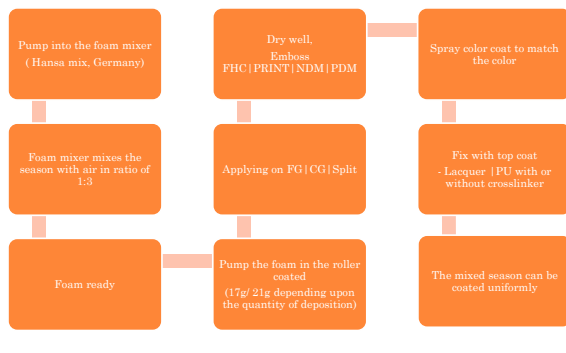 Pump into the foam mixer
( Hansa mix, Germany)
Foam mixer mixes the
season with air in ratio of
1:3
Foam ready
Pump the foam in the roller
coated
(17g/ 21g depending upon
the quantity of deposition)
Applying on FG|CG|Split
Dry well,
Emboss
FHC|PRINT|NDM|PDM
Spray color coat to match
the color
Fix with top coat
- Lacquer |PU with or
without crosslinker
The mixed season can be
coated uniformly